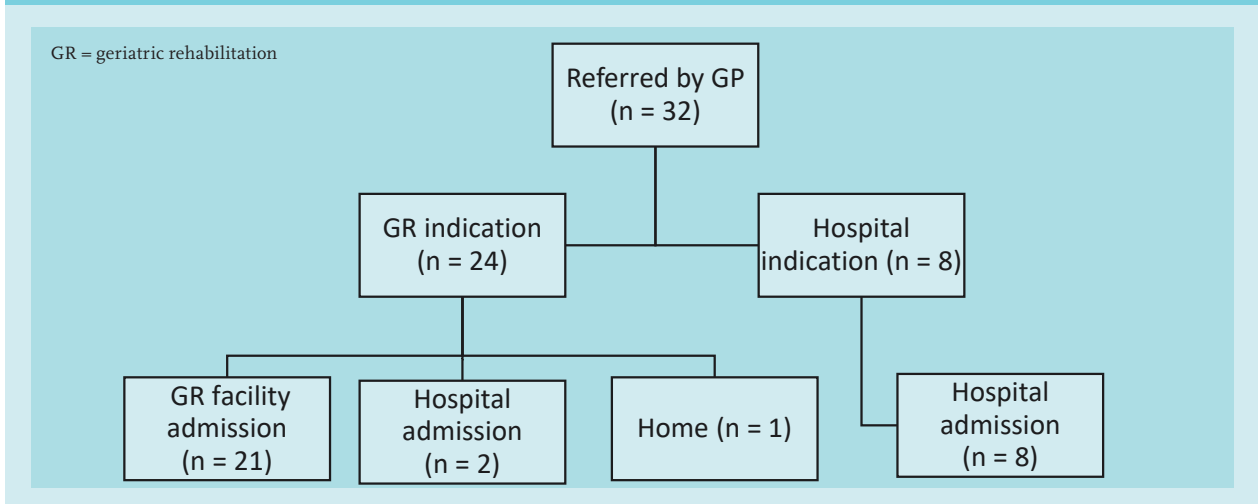 GR = geriatric rehabilitation
Referred by GP
(n = 32)
GR indication
(n = 24)
Hospital
indication (n = 8)
GR facility
admission
(n = 21)
Hospital
admission
(n = 2)
Home (n = 1)
Hospital
admission
(n = 8)